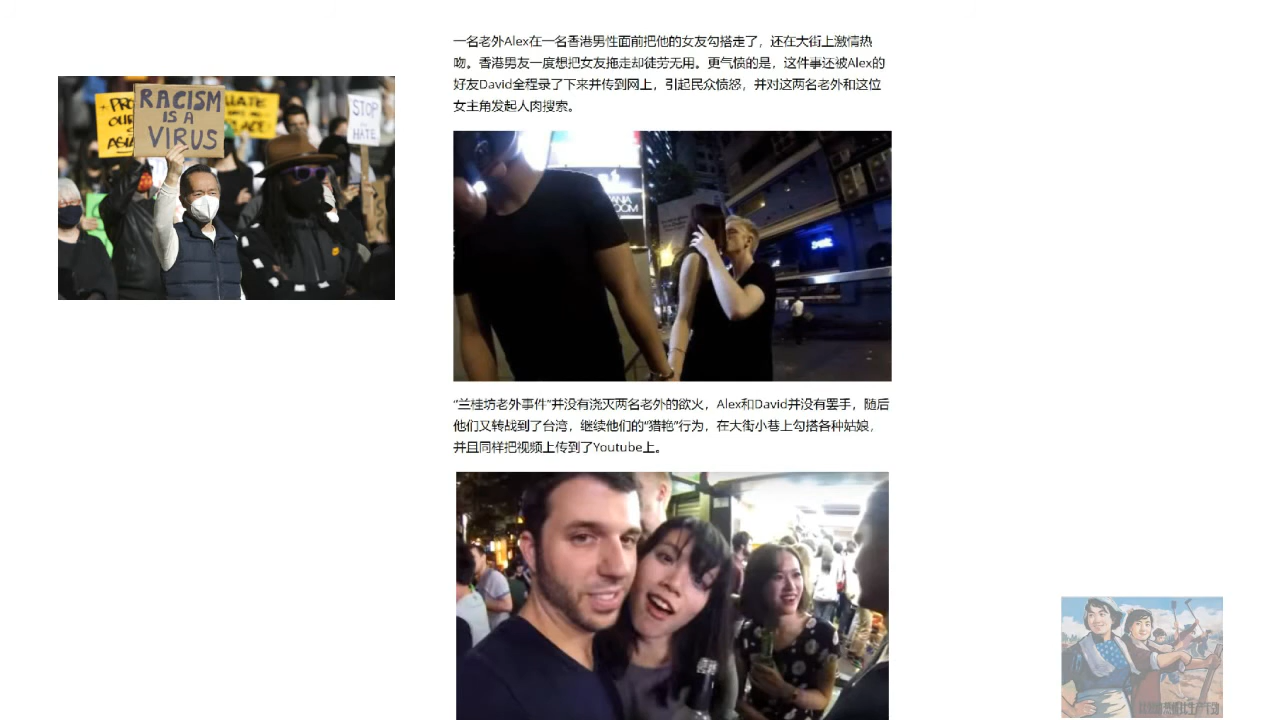 RACISM
IS A
VIRUS
STOP
HATE
一名老外Alex在一名香港男性面前把他的女友勾搭走了，还在大街上激情热
吻。香港男友一度想把女友拖走却徒劳无用。更气愤的是，这件事还被Alex的
好友David全程录了下来并传到网上，引起民众愤怒，并对这两名老外和这位
女主角发起人肉搜索。
“兰桂坊老外事件”并没有浇灭两名老外的欲火，Alex和David并没有罢手，随后
他们又转战到了台湾，继续他们的“猎艳”行为，在大街小巷上勾搭各种姑娘，
并且同样把视频上传到了Youtube上。